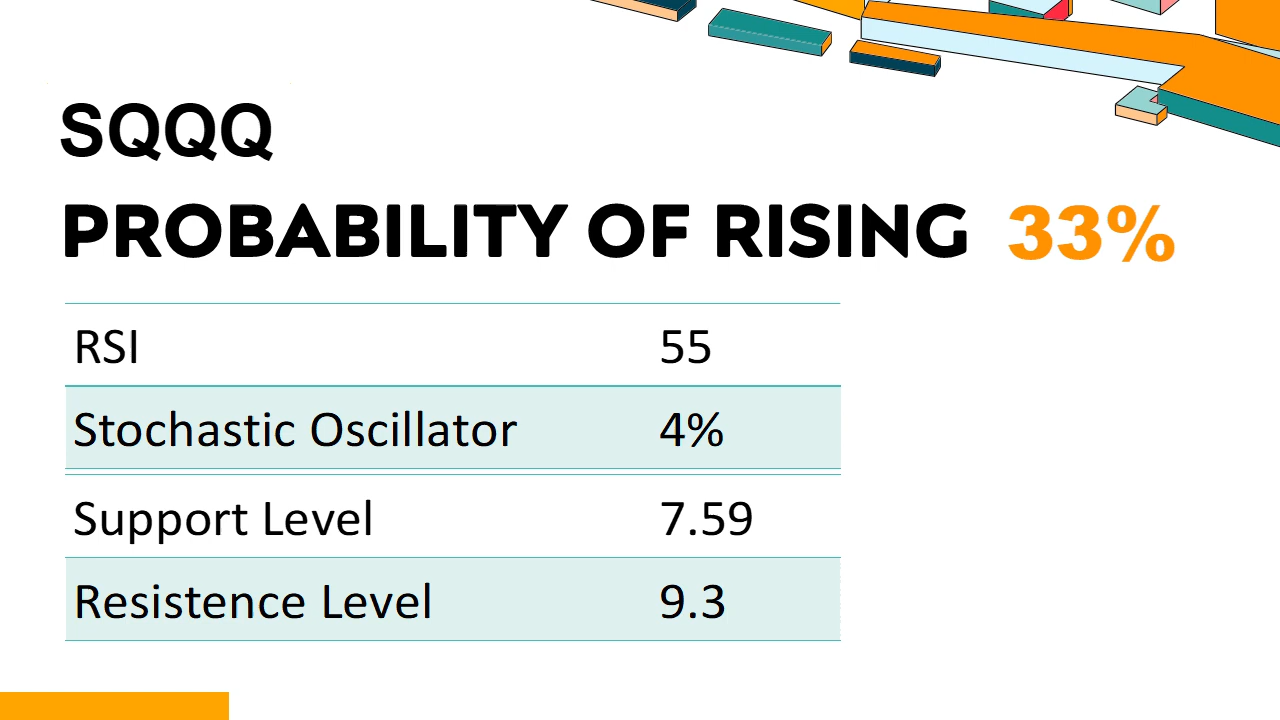 SQQQ
PROBABILITY OF RISING 33%
RSI 55
Stochastic Oscillator 4%
Support Level 7.59
Resistence Level 9.3